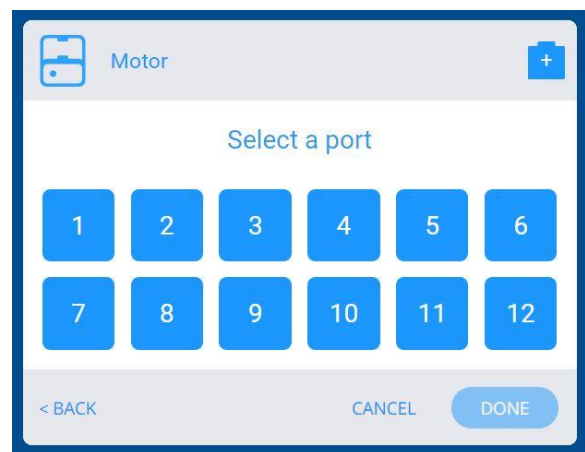 Motor
+
Select a port
1 2 3 4 5 6
7 8 9 10 11 12
< BACK CANCEL DONE